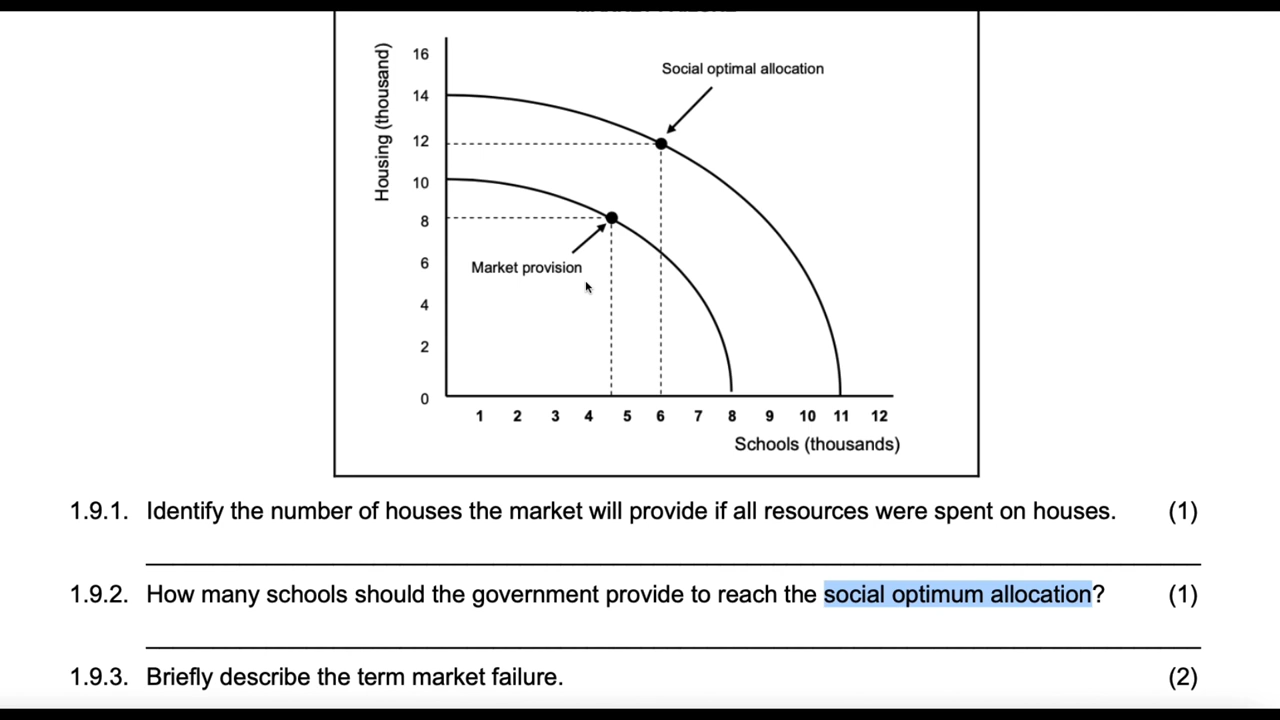 Housing (thousand)
16
14
12
10
8
6
4
2
0
Social optimal allocation
Market provision
1 2 3 4 5 6 7 8 9 10 11 12
Schools (thousands)
1.9.1. Identify the number of houses the market will provide if all resources were spent on houses. (1)
1.9.2. How many schools should the government provide to reach the social optimum allocation? (1)
1.9.3. Briefly describe the term market failure. (2)